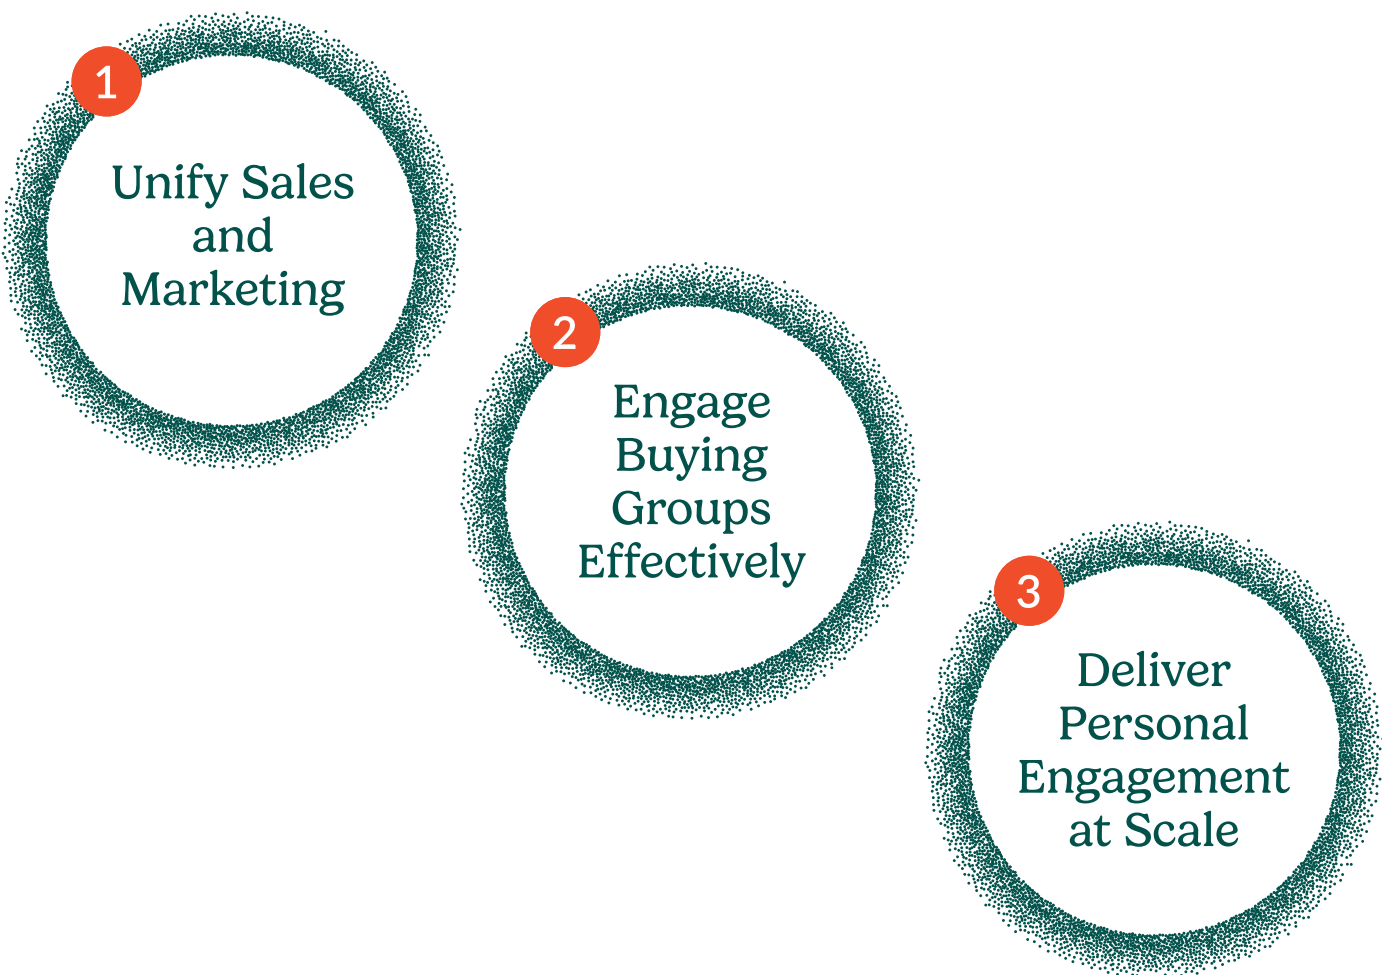 1
Unify Sales
and
Marketing
2
Engage
Buying
Groups
Effectively
3
Deliver
Personal
Engagement
at Scale